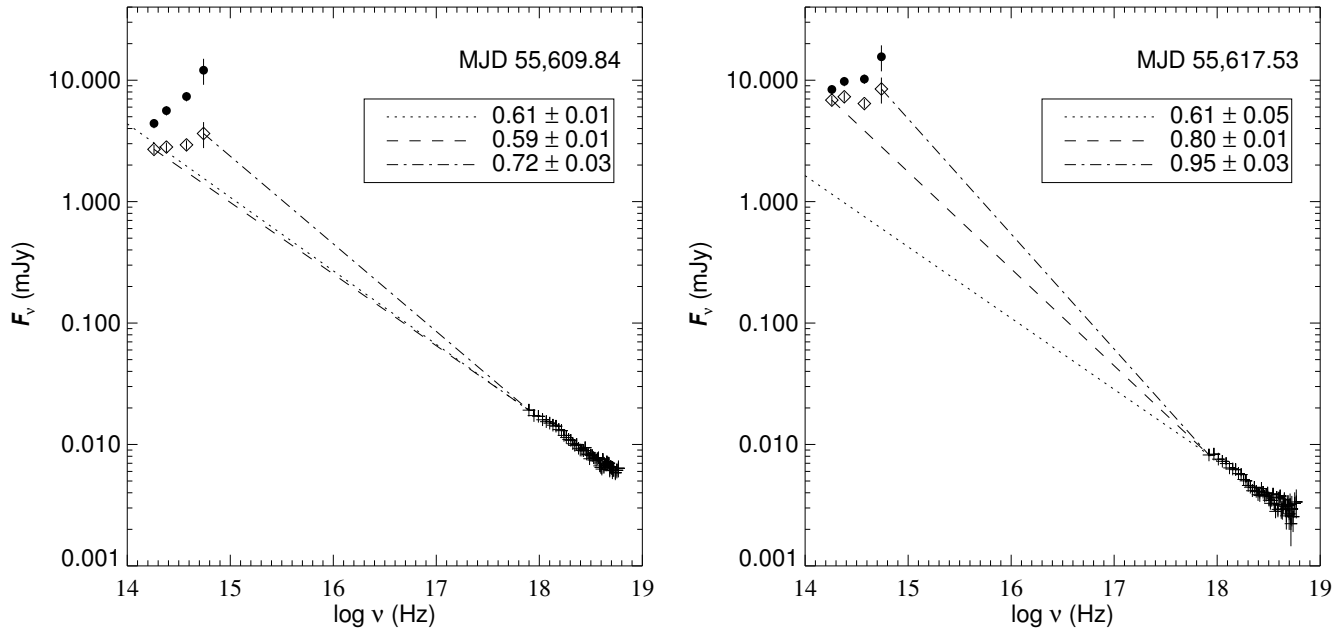 MJD 55,609.84
0.61 ± 0.01
0.59 ± 0.01
0.72 ± 0.03
10.000
1.000
0.100
0.010
0.001
Fν (mJy)
14 15 16 17 18 19
log ν (Hz)
MJD 55,617.53
0.61 ± 0.05
0.80 ± 0.01
0.95 ± 0.03
10.000
1.000
0.100
0.010
0.001
Fν (mJy)
14 15 16 17 18 19
log ν (Hz)